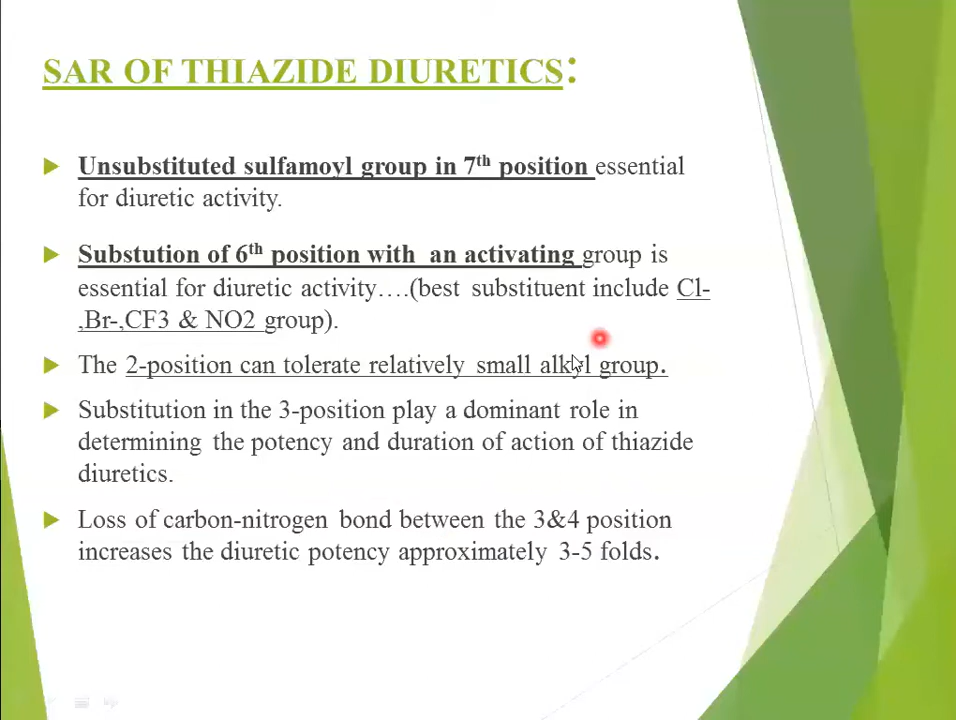 SAR OF THIAZIDE DIURETICS:
Unsubstituted sulfamoyl group in 7th position essential
for diuretic activity.
Substution of 6th position with an activating group is
essential for diuretic activity….(best substituent include Cl-
,Br-,CF3 & NO2 group).
The 2-position can tolerate relatively small alkyl group.
Substitution in the 3-position play a dominant role in
determining the potency and duration of action of thiazide
diuretics.
Loss of carbon-nitrogen bond between the 3&4 position
increases the diuretic potency approximately 3-5 folds.